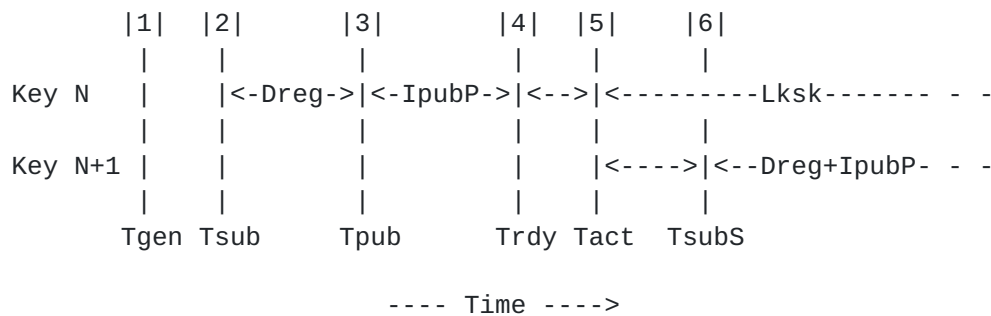 |1| |2| |3| |4| |5| |6|
| | | | | |
Key N | |<-Dreg->|<-IpubP->|<-->|<---------Lksk------- - -
| | | | | |
Key N+1 | | | | |<---->|<--Dreg+IpubP- - -
| | | | | |
Tgen Tsub Tpub Trdy Tact TsubS
---- Time ---->